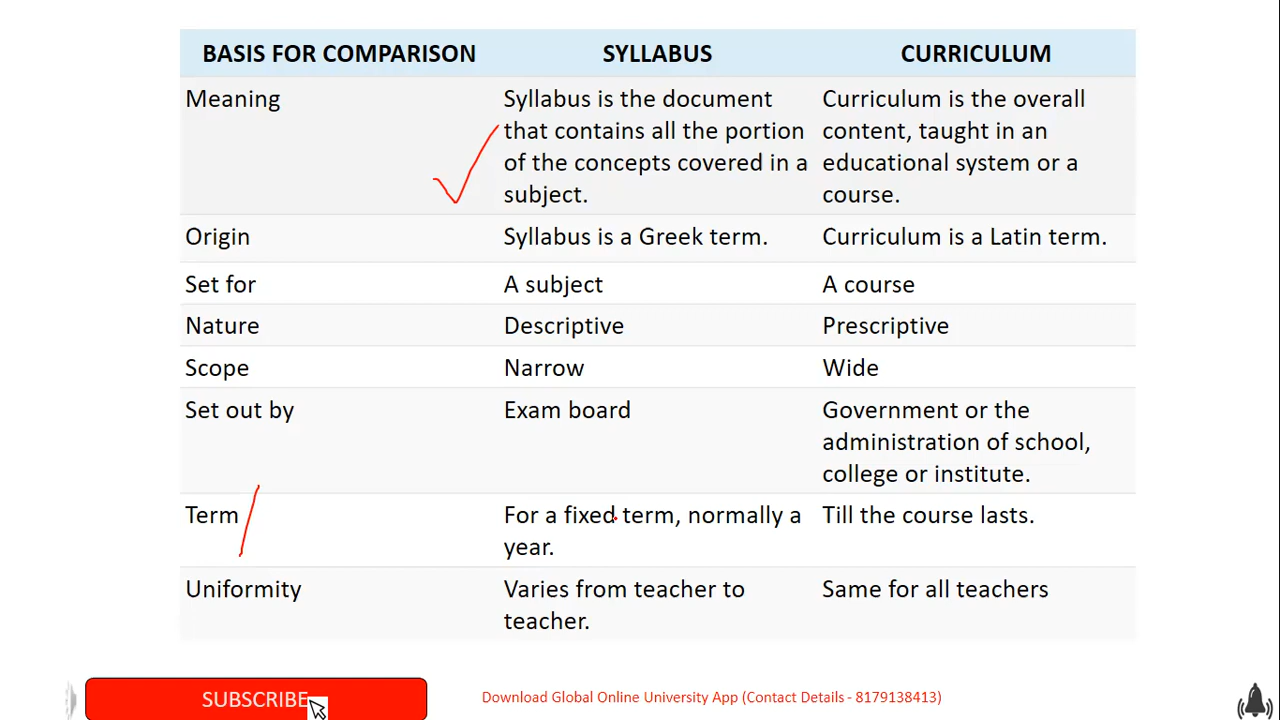 BASIS FOR COMPARISON SYLLABUS CURRICULUM
Meaning Syllabus is the document Curriculum is the overall
that contains all the portion content, taught in an
of the concepts covered in a educational system or a
subject. course.
Origin Syllabus is a Greek term. Curriculum is a Latin term.
Set for A subject A course
Nature Descriptive Prescriptive
Scope Narrow Wide
Set out by Exam board Government or the
administration of school,
college or institute.
Term For a fixed term, normally a Till the course lasts.
year.
Uniformity Varies from teacher to Same for all teachers
teacher.
SUBSCRIBE Download Global Online University App (Contact Details - 8179138413)